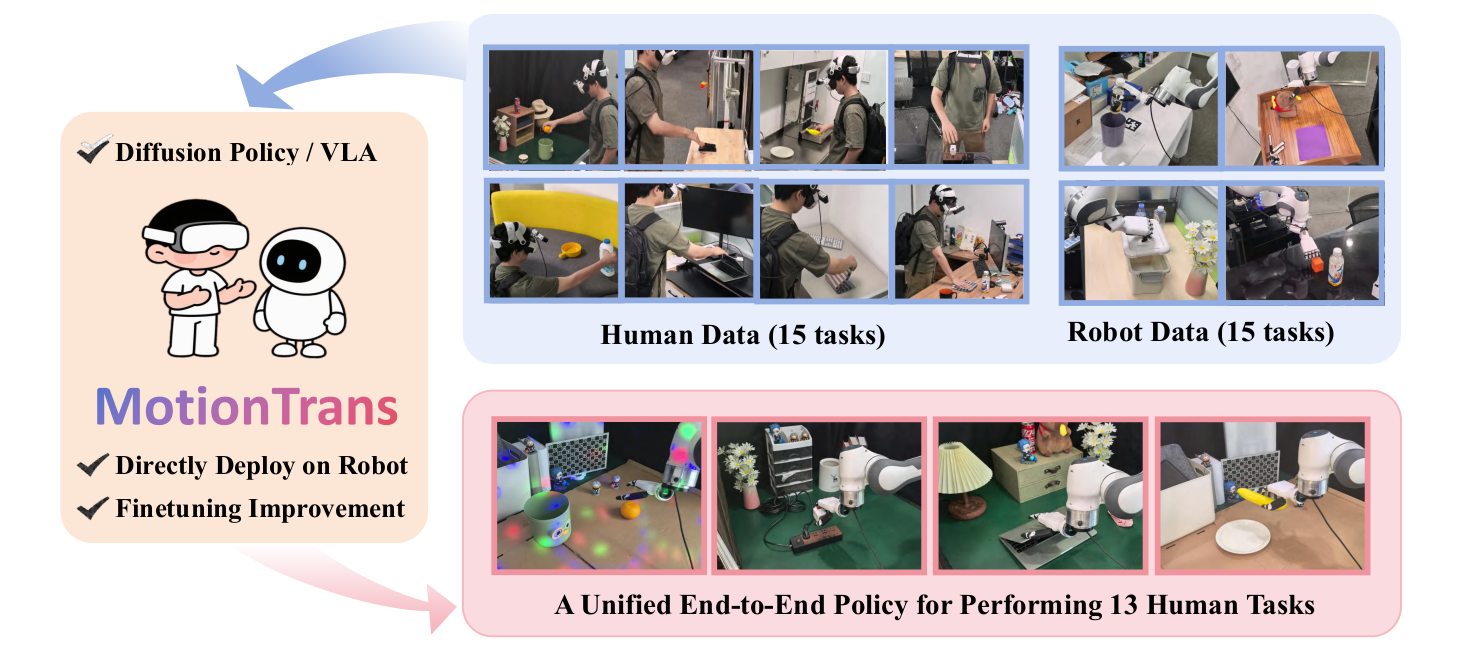 Diffusion Policy / VLA
MotionTrans
Directly Deploy on Robot
Finetuning Improvement
Human Data (15 tasks)
Robot Data (15 tasks)
A Unified End-to-End Policy for Performing 13 Human Tasks